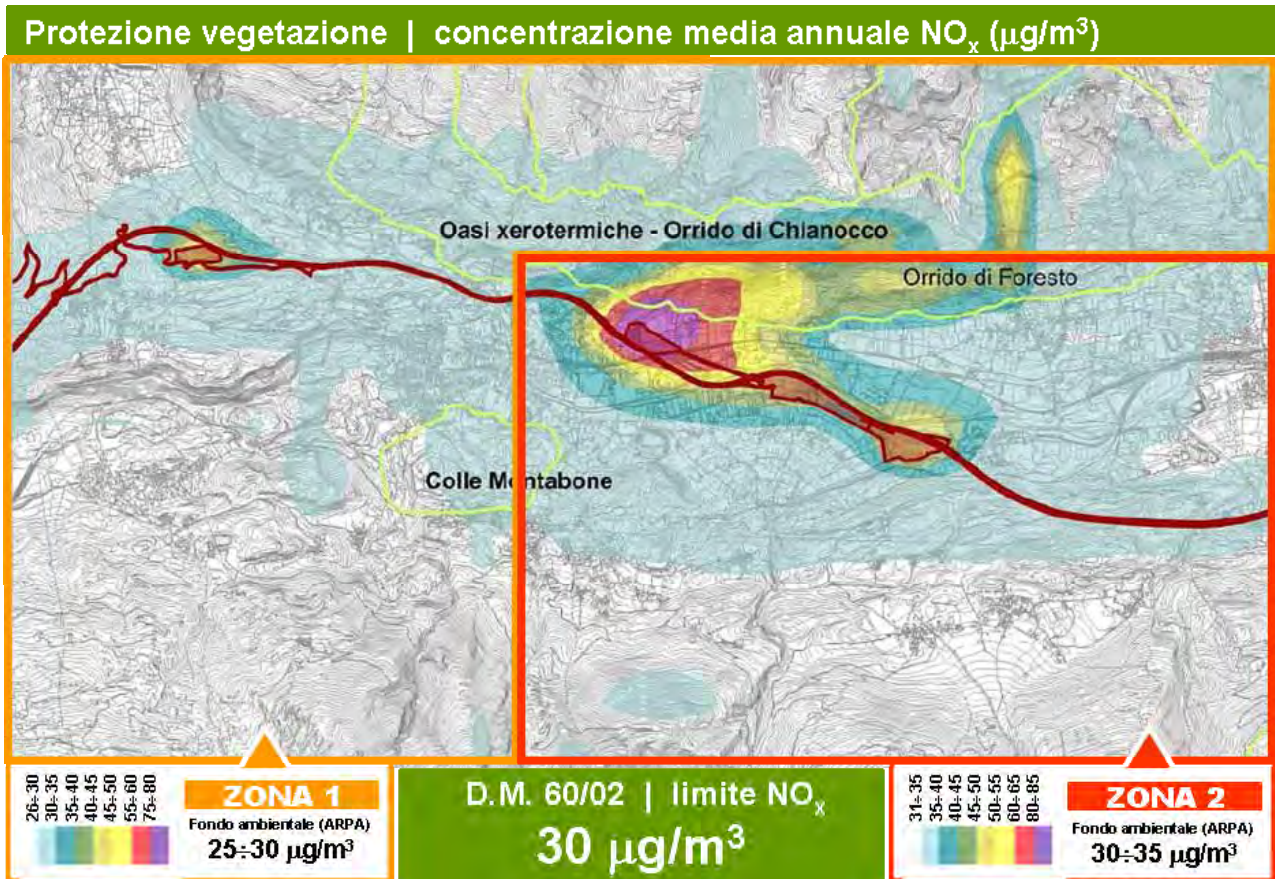 Protezione vegetazione | concentrazione media annuale NOx (μg/m³)
Oasi xerotermiche - Orrido di Chianocco
Orrido di Foresto
Colle Montabone
26÷30
30÷35
35÷40
40÷45
45÷50
55÷60
75÷80
ZONA 1
Fondo ambientale (ARPA)
25÷30 μg/m³
D.M. 60/02 | limite NOx
30 μg/m³
31÷35
35÷40
40÷45
45÷50
50÷55
60÷65
80÷85
ZONA 2
Fondo ambientale (ARPA)
30÷35 μg/m³